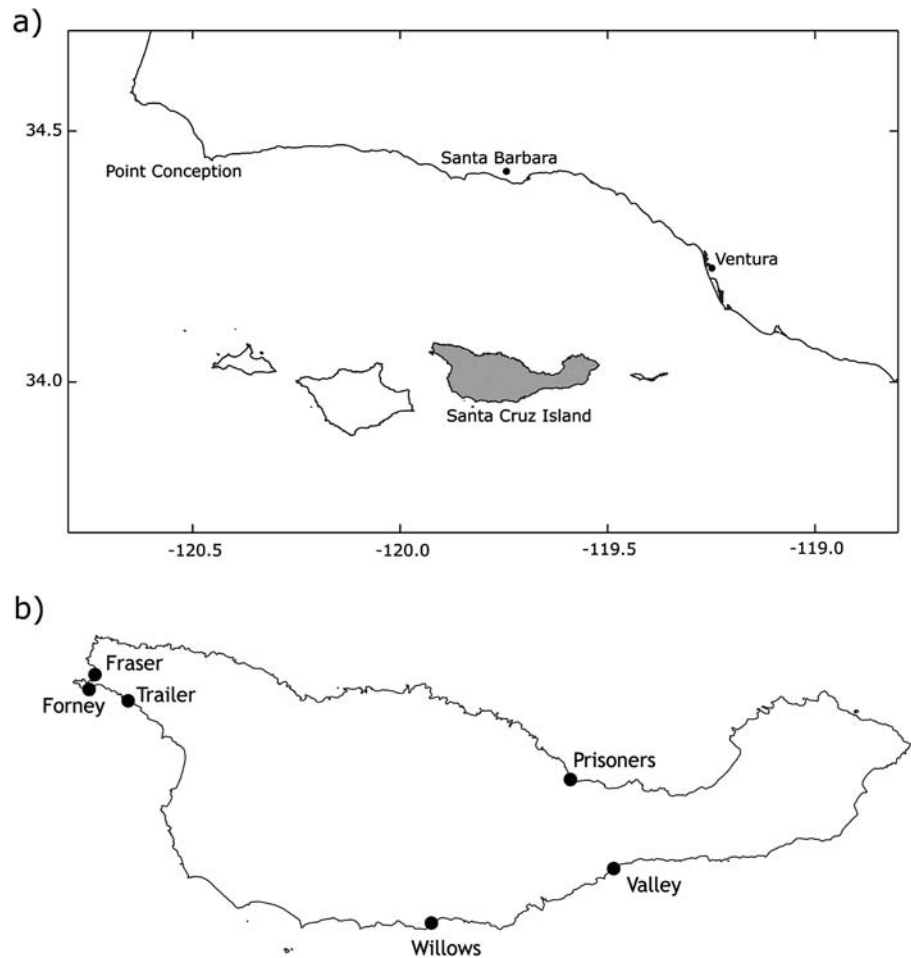 a)
34.5
Point Conception
Santa Barbara
Ventura
34.0
Santa Cruz Island
-120.5
-120.0
-119.5
-119.0
b)
Fraser
Forney
Trailer
Prisoners
Valley
Willows